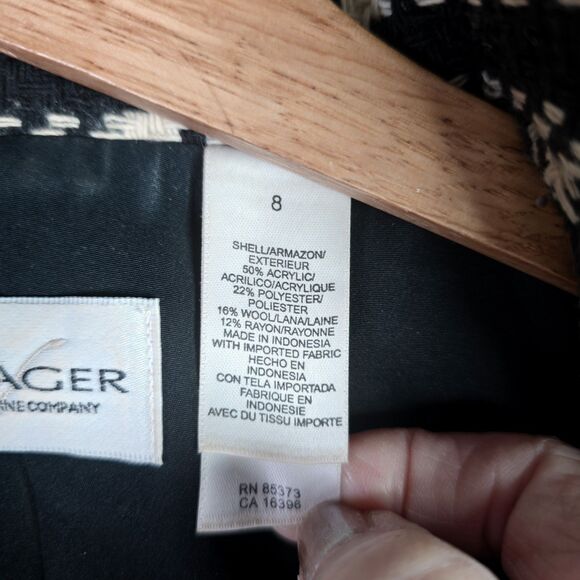 8
SHELL/ARMAZON/
EXTERIEUR
50% ACRYLIC/
ACRILICO/ACRYLIQUE
22% POLYESTER/
POLIESTER
16% WOOL/LANA/LAINE
12% RAYON/RAYONNE
MADE IN INDONESIA
WITH IMPORTED FABRIC
HECHO EN
INDONESIA
CON TELA IMPORTADA
FABRIQUE EN
INDONESIE
AVEC DU TISSU IMPORTE
RN 85373
CA 16396
AGER
NE COMPANY